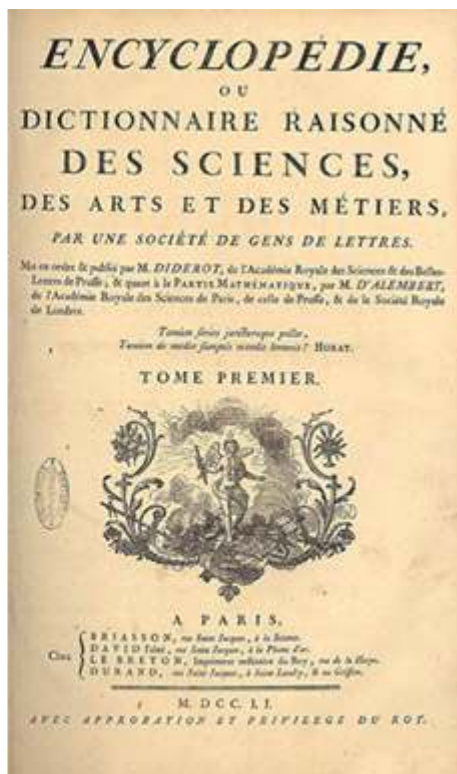 ENCYCLOPÉDIE,
OU
DICTIONNAIRE RAISONNÉ
DES SCIENCES,
DES ARTS ET DES MÉTIERS,
PAR UNE SOCIÉTÉ DE GENS DE LETTRES.
Mis en ordre & publié par M. DIDEROT, de l'Académie Royale des Sciences & des Belles-
Lettres de Prusse; & quant à la PARTIE MATHÉMATIQUE, par M. D'ALEMBERT,
de l'Académie Royale des Sciences de Paris, de celle de Prusse, & de la Société Royale
de Londres.
Tantùm series juncturaque pollet,
Tantùm de medio sumptis accedit honoris! HORAT.
TOME PREMIER.
A PARIS,
Chez
BRIASSON, rue Saint Jacques, à la Science.
DAVID l'aîné, rue Saint Jacques, à la Plume d'or.
LE BRETON, Imprimeur ordinaire du Roy, rue de la Harpe.
DURAND, rue Saint Jacques, à Saint Landry, & au Griffon.
M. DCC. LI.
AVEC APPROBATION ET PRIVILEGE DU ROY.